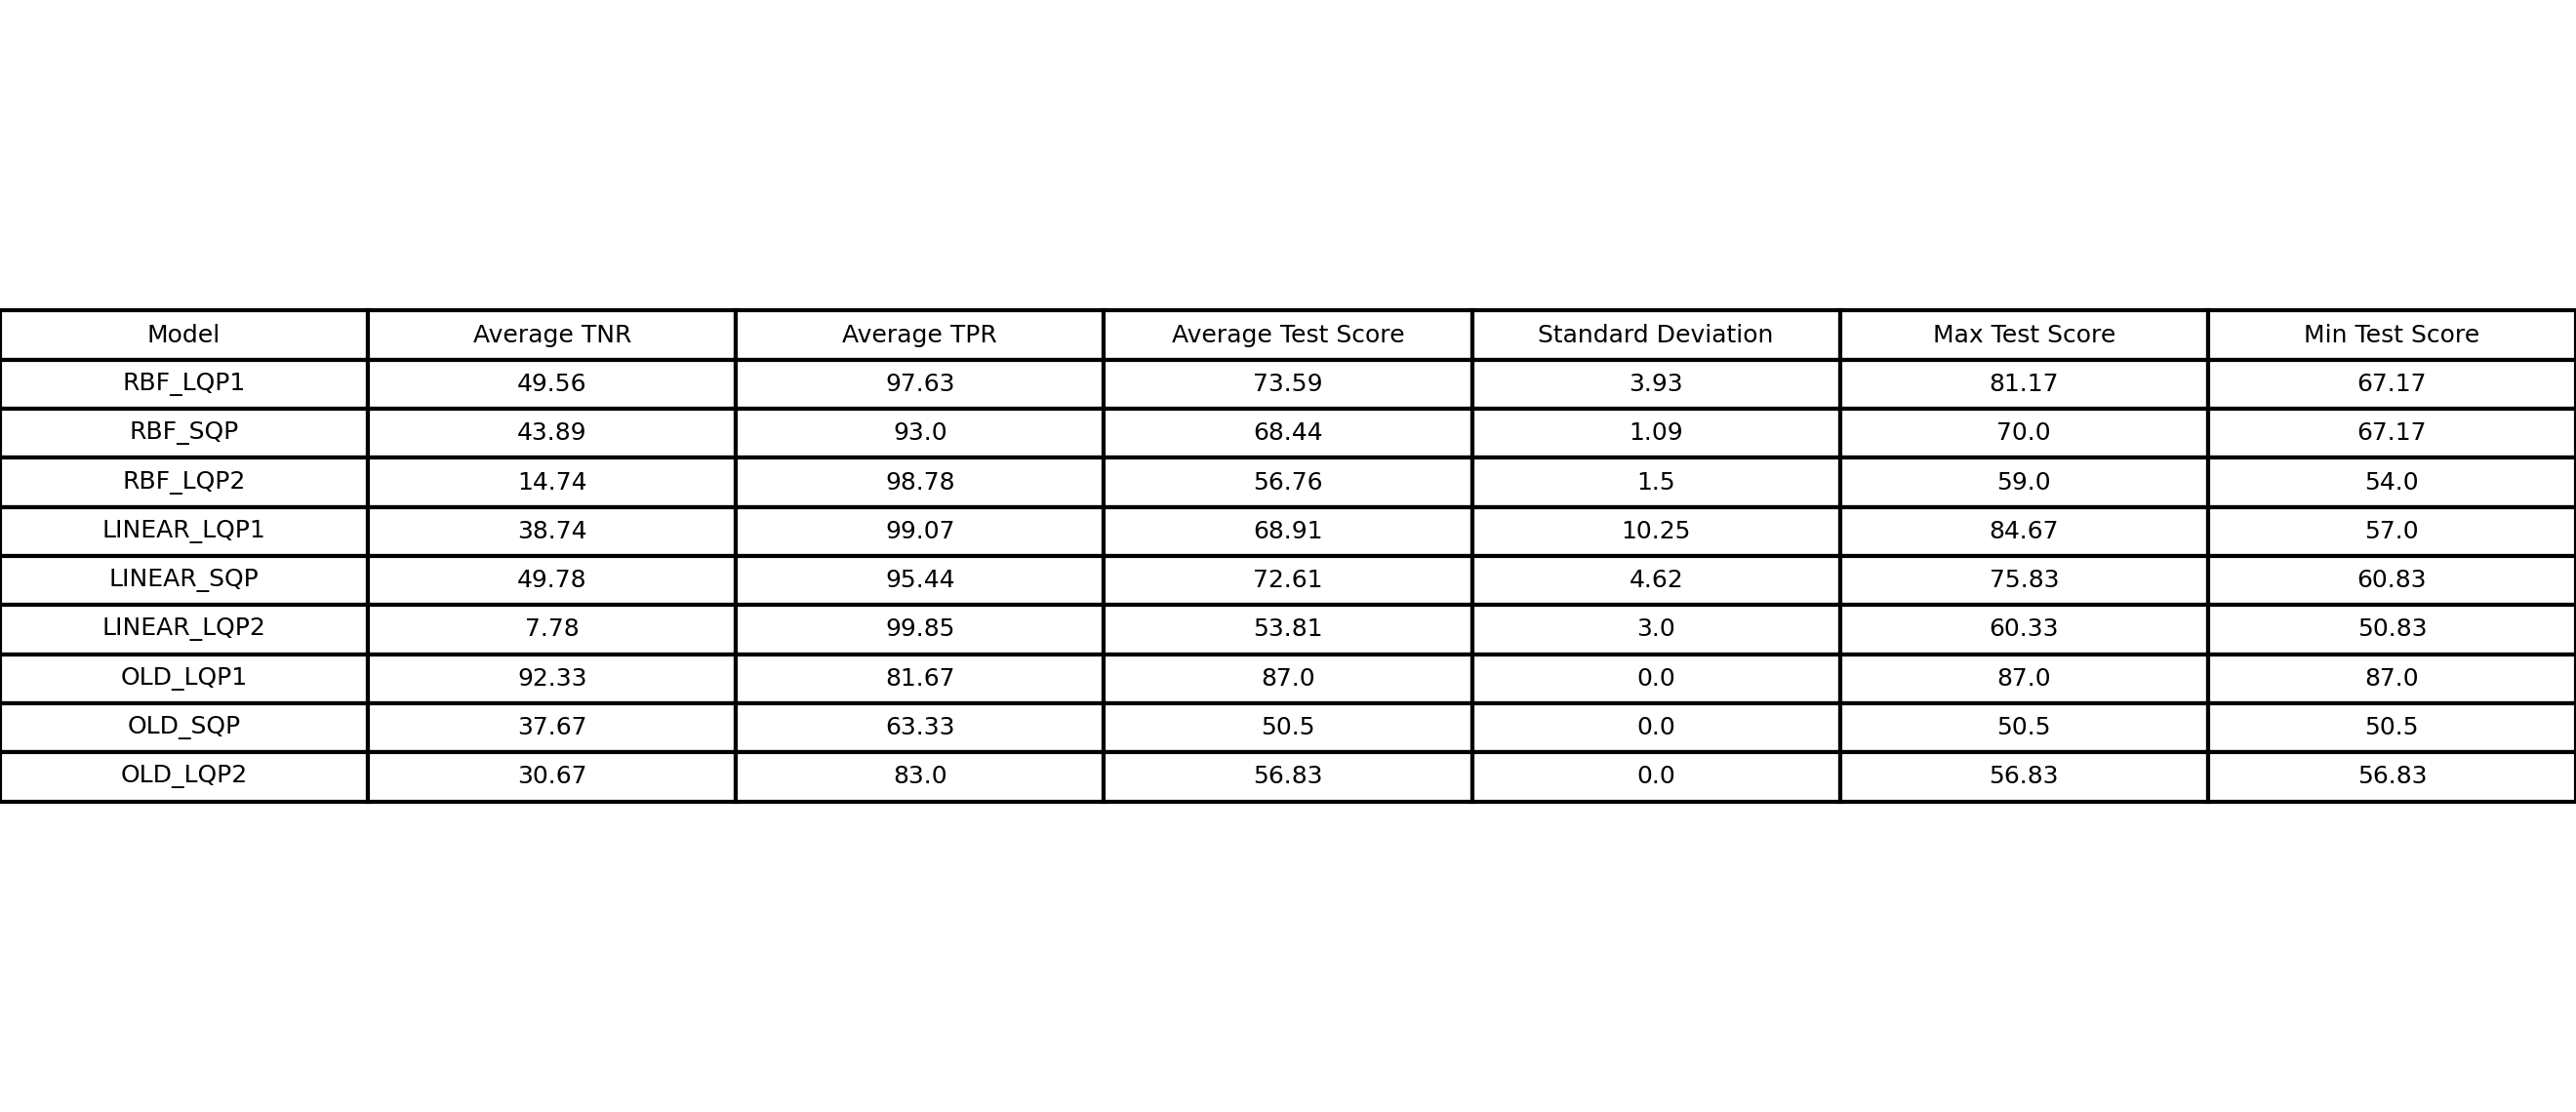 Model Average TNR Average TPR Average Test Score Standard Deviation Max Test Score Min Test Score
RBF_LQP1 49.56 97.63 73.59 3.93 81.17 67.17
RBF_SQP 43.89 93.0 68.44 1.09 70.0 67.17
RBF_LQP2 14.74 98.78 56.76 1.5 59.0 54.0
LINEAR_LQP1 38.74 99.07 68.91 10.25 84.67 57.0
LINEAR_SQP 49.78 95.44 72.61 4.62 75.83 60.83
LINEAR_LQP2 7.78 99.85 53.81 3.0 60.33 50.83
OLD_LQP1 92.33 81.67 87.0 0.0 87.0 87.0
OLD_SQP 37.67 63.33 50.5 0.0 50.5 50.5
OLD_LQP2 30.67 83.0 56.83 0.0 56.83 56.83